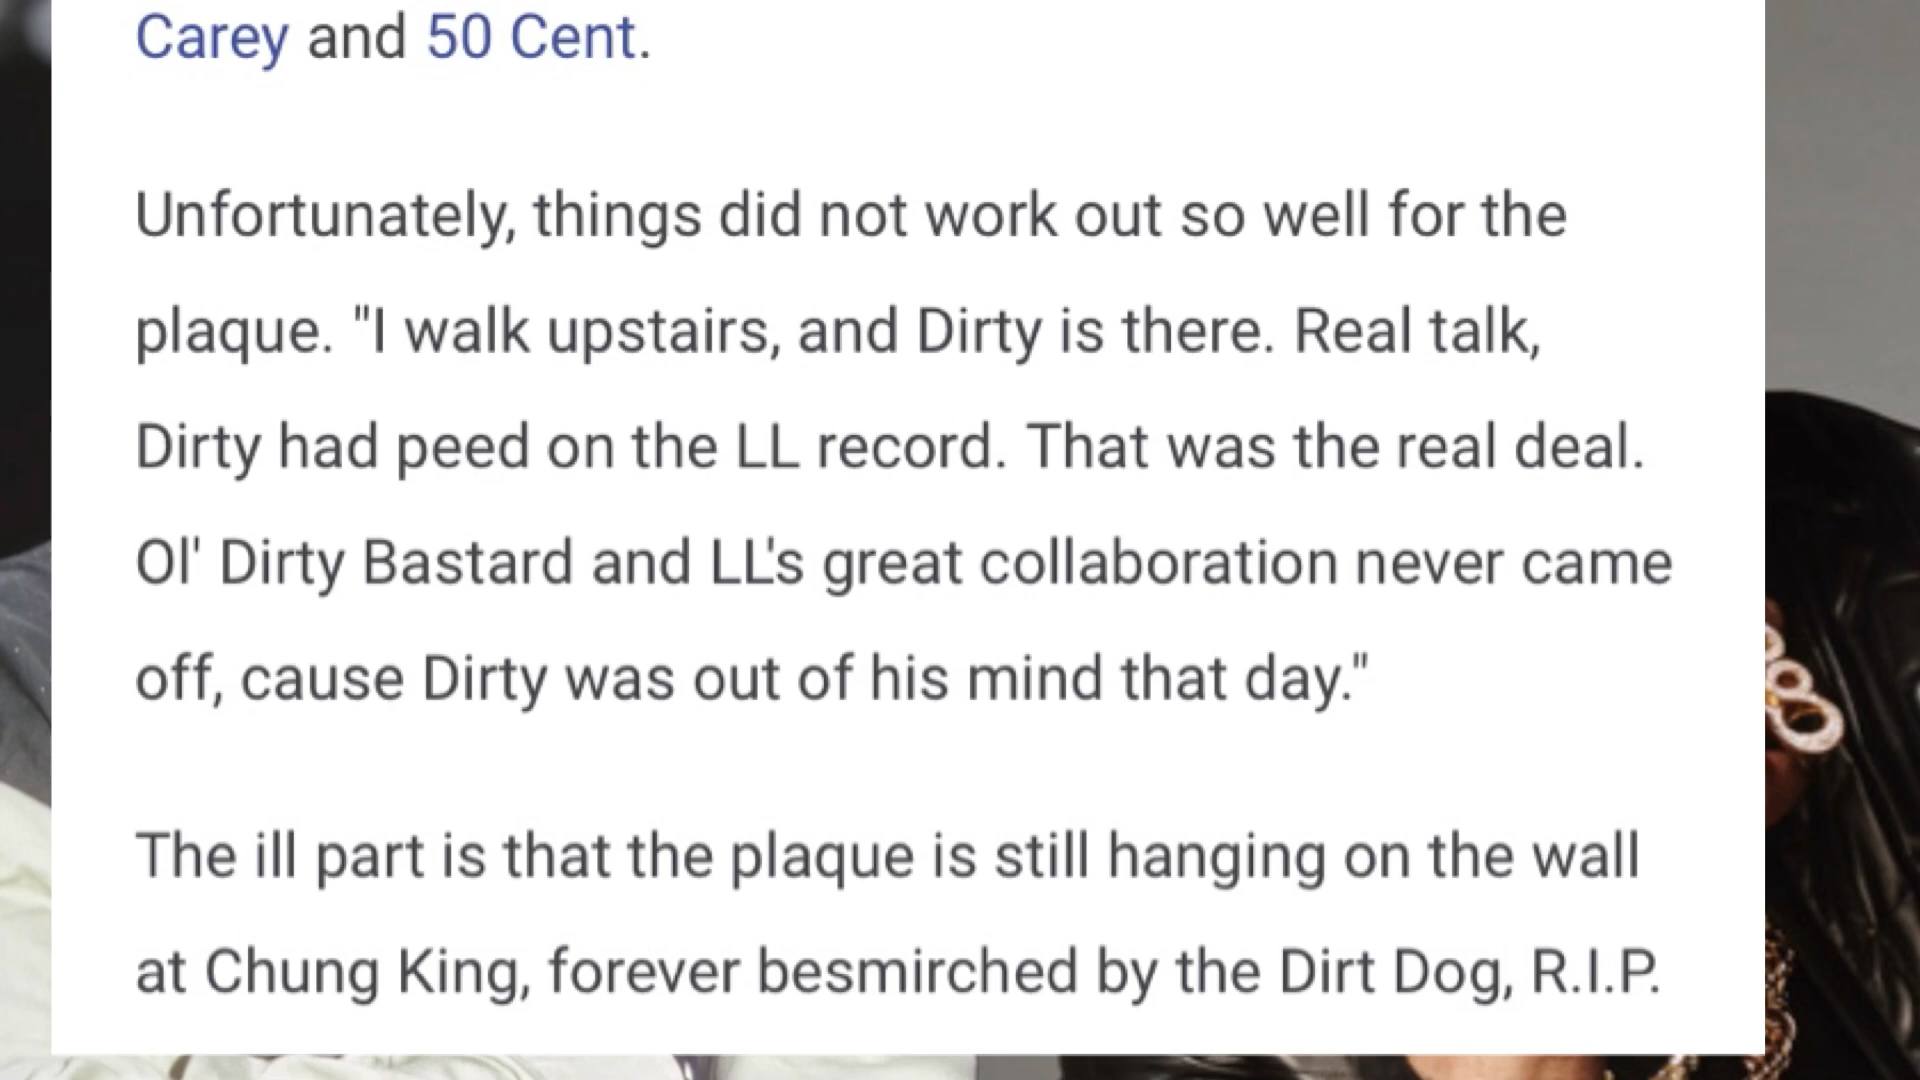 Carey and 50 Cent.
Unfortunately, things did not work out so well for the
plaque. "I walk upstairs, and Dirty is there. Real talk,
Dirty had peed on the LL record. That was the real deal.
Ol' Dirty Bastard and LL's great collaboration never came
off, cause Dirty was out of his mind that day."
The ill part is that the plaque is still hanging on the wall
at Chung King, forever besmirched by the Dirt Dog, R.I.P.